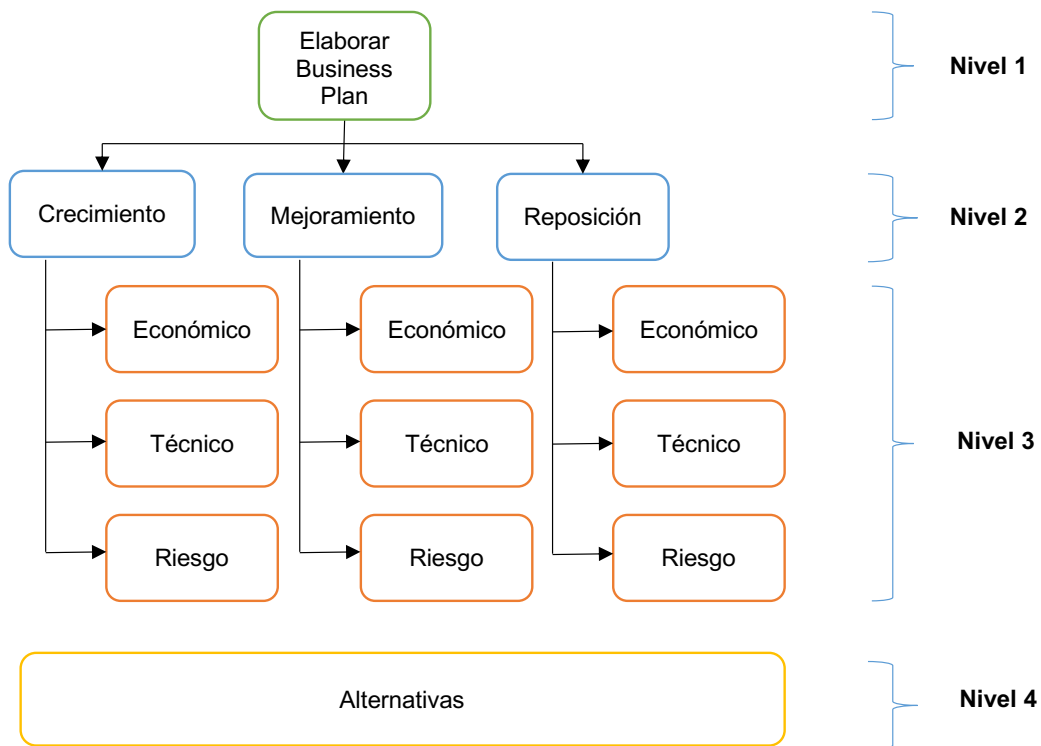 Elaborar
Business
Plan
Nivel 1
Crecimiento
Mejoramiento
Reposición
Nivel 2
Económico
Económico
Económico
Técnico
Técnico
Técnico
Nivel 3
Riesgo
Riesgo
Riesgo
Alternativas
Nivel 4